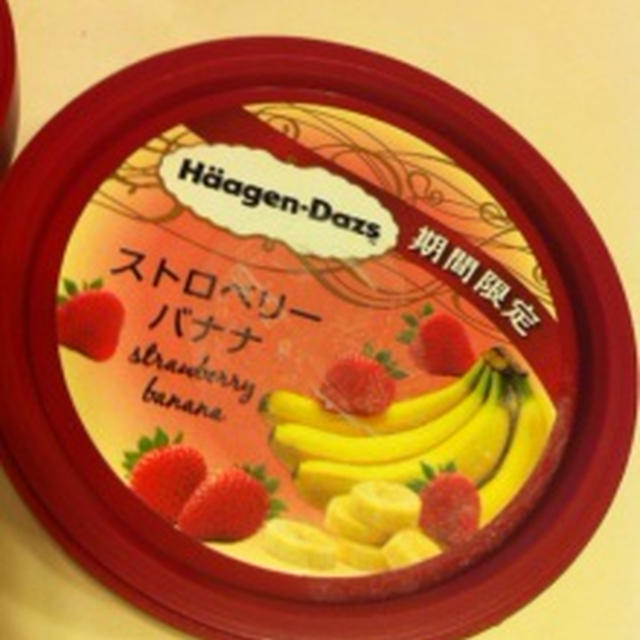 Häagen-Dazs
期間限定
ストロベリー
バナナ
strawberry
banana